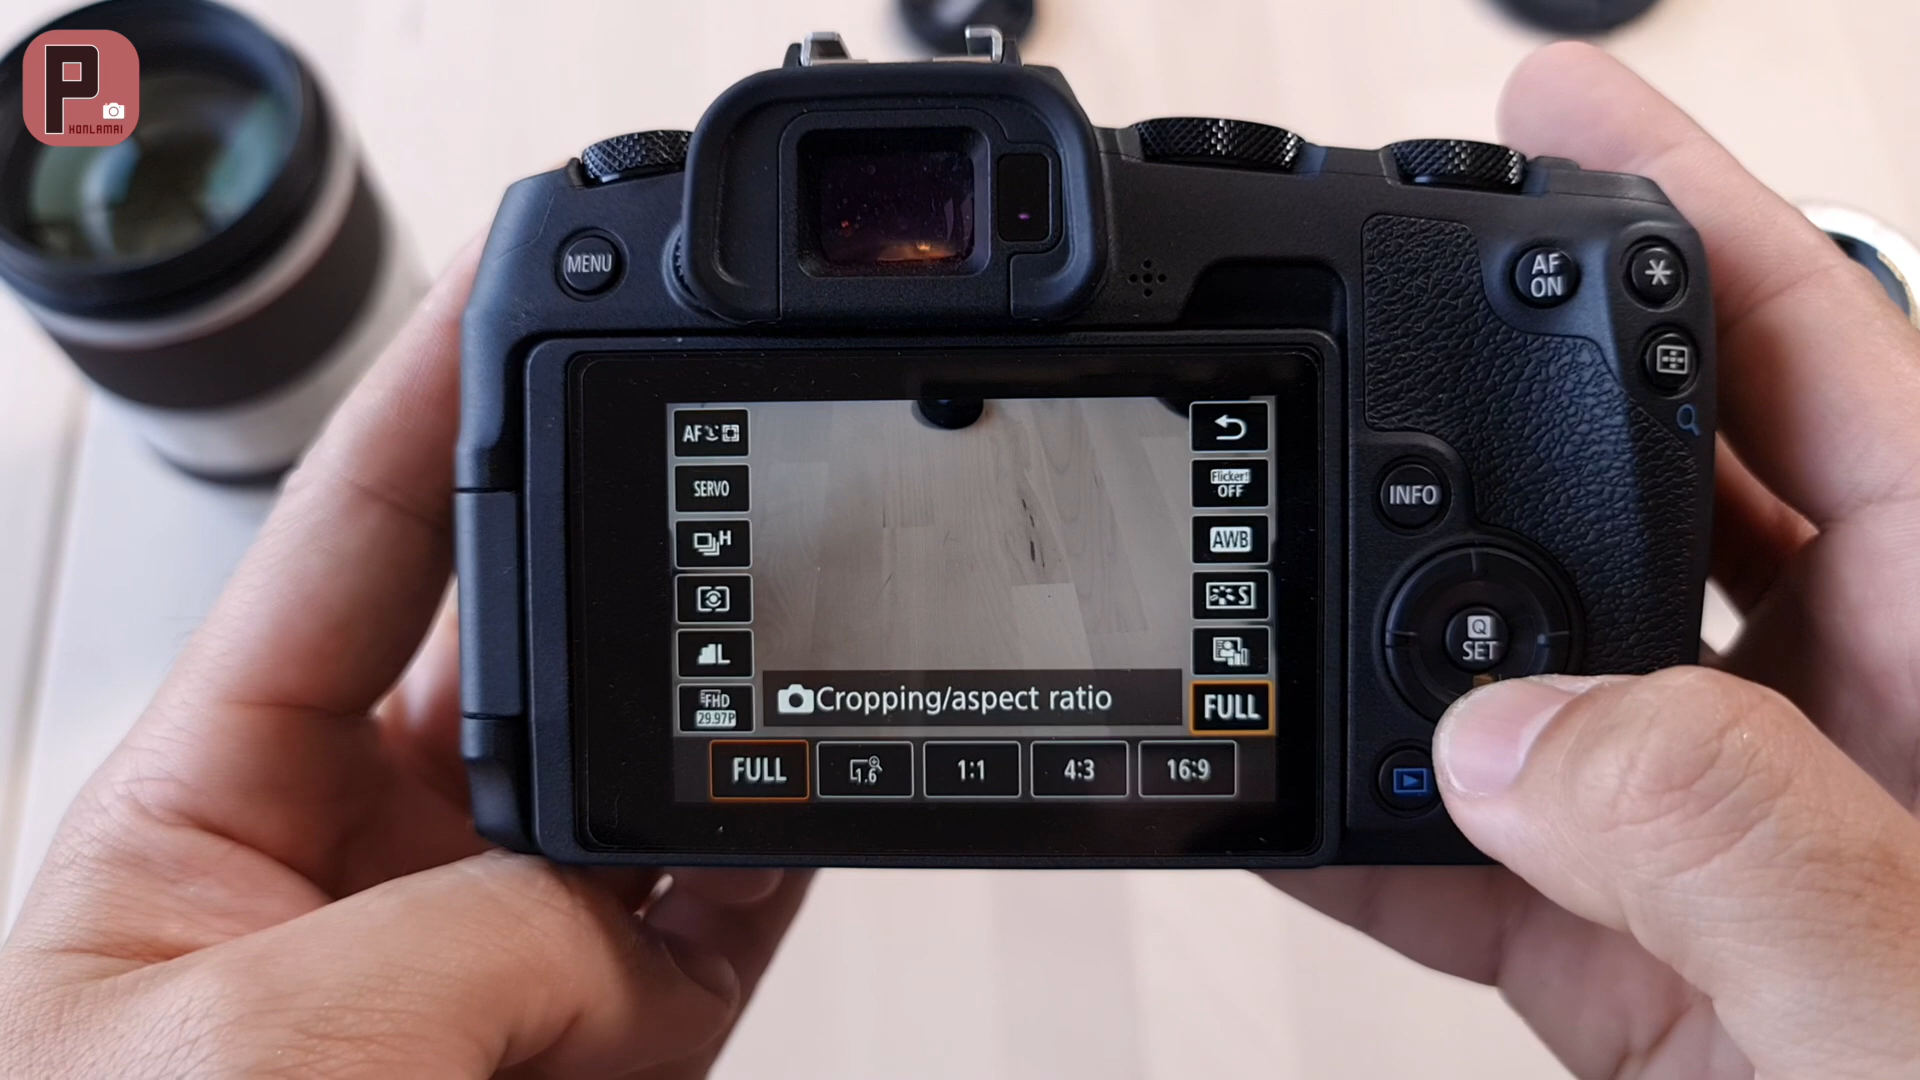 P
HONLAMAI
MENU
AF
ON
INFO
Q
SET
AF
SERVO
H
L
FHD
29.97P
Flicker!
OFF
AWB
S
FULL
Cropping/aspect ratio
FULL
1.6
1:1
4:3
16:9